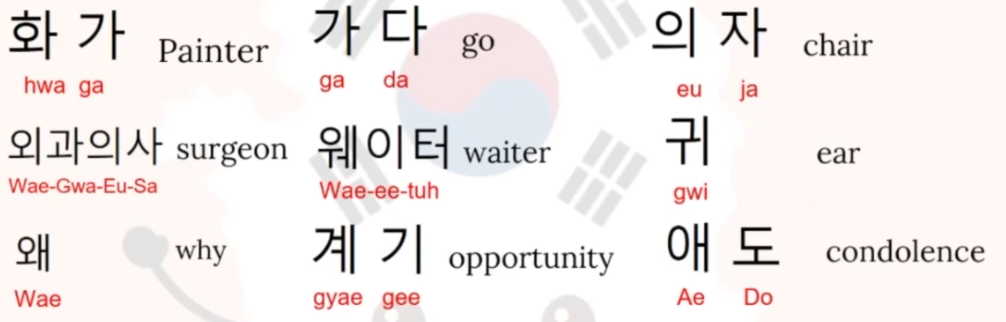 화 가 Painter 가 다 go 의 자 chair
hwa ga ga da eu ja
외과의사 surgeon 웨이터 waiter 귀 ear
Wae-Gwa-Eu-Sa Wae-ee-tuh gwi
왜 why 계 기 opportunity 애 도 condolence
Wae gyae gee Ae Do